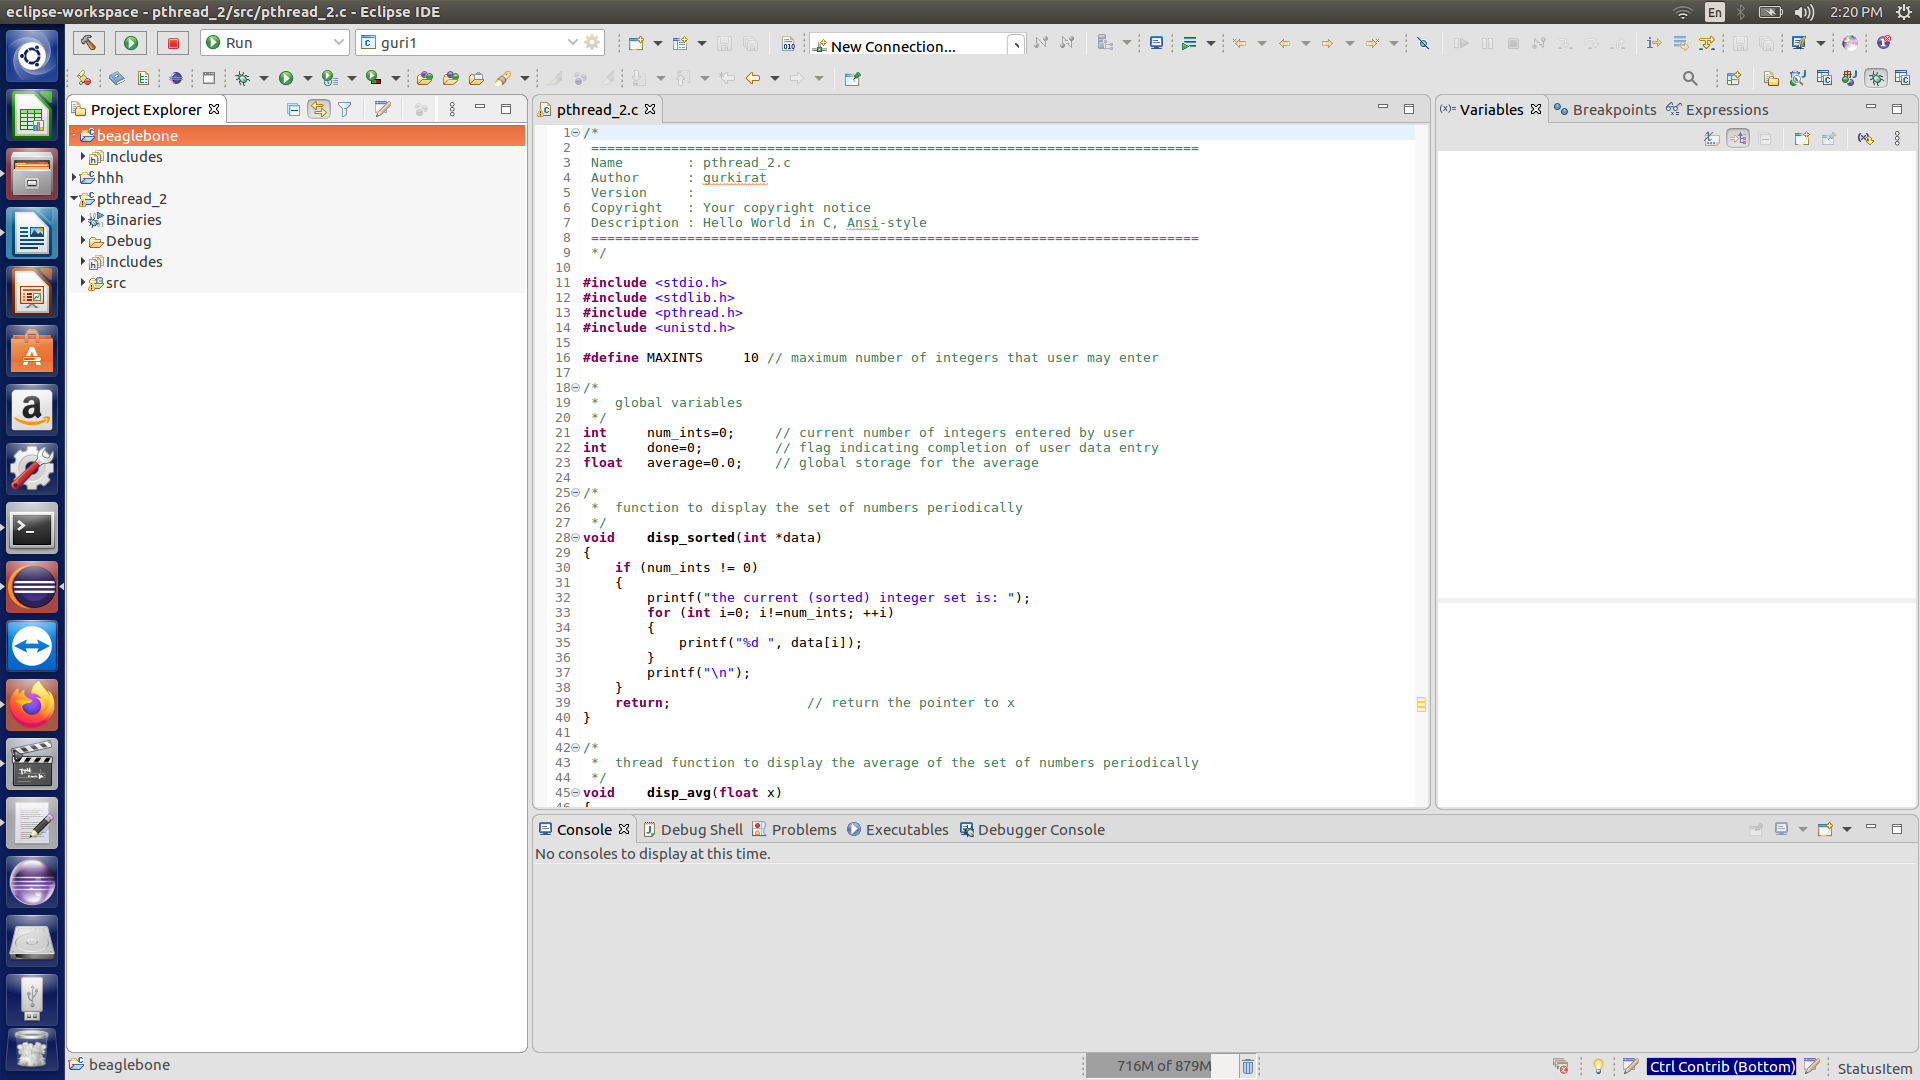 eclipse-workspace - pthread_2/src/pthread_2.c - Eclipse IDE
En
2:20 PM
Run
guri1
New Connection...
Project Explorer
beaglebone
Includes
hhh
pthread_2
Binaries
Debug
Includes
src
pthread_2.c
1 /*
2 ============================================================================
3 Name        : pthread_2.c
4 Author      : gurkirat
5 Version     :
6 Copyright   : Your copyright notice
7 Description : Hello World in C, Ansi-style
8 ============================================================================
9 */
10
11 #include <stdio.h>
12 #include <stdlib.h>
13 #include <pthread.h>
14 #include <unistd.h>
15
16 #define MAXINTS     10 // maximum number of integers that user may enter
17
18 /*
19 *  global variables
20 */
21 int     num_ints=0;     // current number of integers entered by user
22 int     done=0;         // flag indicating completion of user data entry
23 float   average=0.0;    // global storage for the average
24
25 /*
26 *  function to display the set of numbers periodically
27 */
28 void    disp_sorted(int *data)
29 {
30     if (num_ints != 0)
31     {
32         printf("the current (sorted) integer set is: ");
33         for (int i=0; i!=num_ints; ++i)
34         {
35             printf("%d ", data[i]);
36         }
37         printf("\n");
38     }
39     return;                 // return the pointer to x
40 }
41
42 /*
43 *  thread function to display the average of the set of numbers periodically
44 */
45 void    disp_avg(float x)
46 {
Variables
Breakpoints
Expressions
Console
Debug Shell
Problems
Executables
Debugger Console
No consoles to display at this time.
beaglebone
716M of 879M
Ctrl Contrib (Bottom)
StatusItem